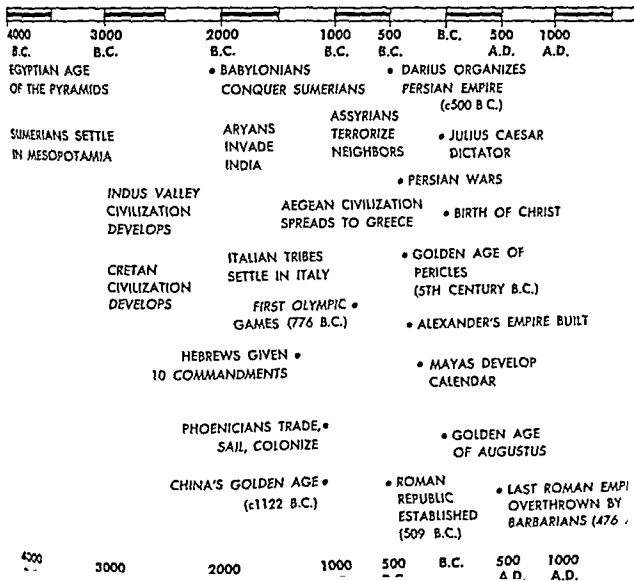 4000 3000 2000 1000 500 B.C. 500 1000
B.C. B.C. B.C. B.C. B.C. A.D. A.D.
EGYPTIAN AGE
OF THE PYRAMIDS
• BABYLONIANS
CONQUER SUMERIANS
• DARIUS ORGANIZES
PERSIAN EMPIRE
(c500 B C.)
SUMERIANS SETTLE
IN MESOPOTAMIA
ARYANS
INVADE
INDIA
ASSYRIANS
TERRORIZE
NEIGHBORS
• JULIUS CAESAR
DICTATOR
• PERSIAN WARS
INDUS VALLEY
CIVILIZATION
DEVELOPS
AEGEAN CIVILIZATION
SPREADS TO GREECE
• BIRTH OF CHRIST
CRETAN
CIVILIZATION
DEVELOPS
ITALIAN TRIBES
SETTLE IN ITALY
• GOLDEN AGE OF
PERICLES
(5TH CENTURY B.C.)
FIRST OLYMPIC •
GAMES (776 B.C.)
• ALEXANDER'S EMPIRE BUILT
HEBREWS GIVEN •
10 COMMANDMENTS
• MAYAS DEVELOP
CALENDAR
PHOENICIANS TRADE, •
SAIL, COLONIZE
• GOLDEN AGE
OF AUGUSTUS
CHINA'S GOLDEN AGE •
(c1122 B.C.)
• ROMAN
REPUBLIC
ESTABLISHED
(509 B.C.)
• LAST ROMAN EMP
OVERTHROWN BY
BARBARIANS (476
4000 3000 2000 1000 500 B.C. 500 1000
A.D. A.D.